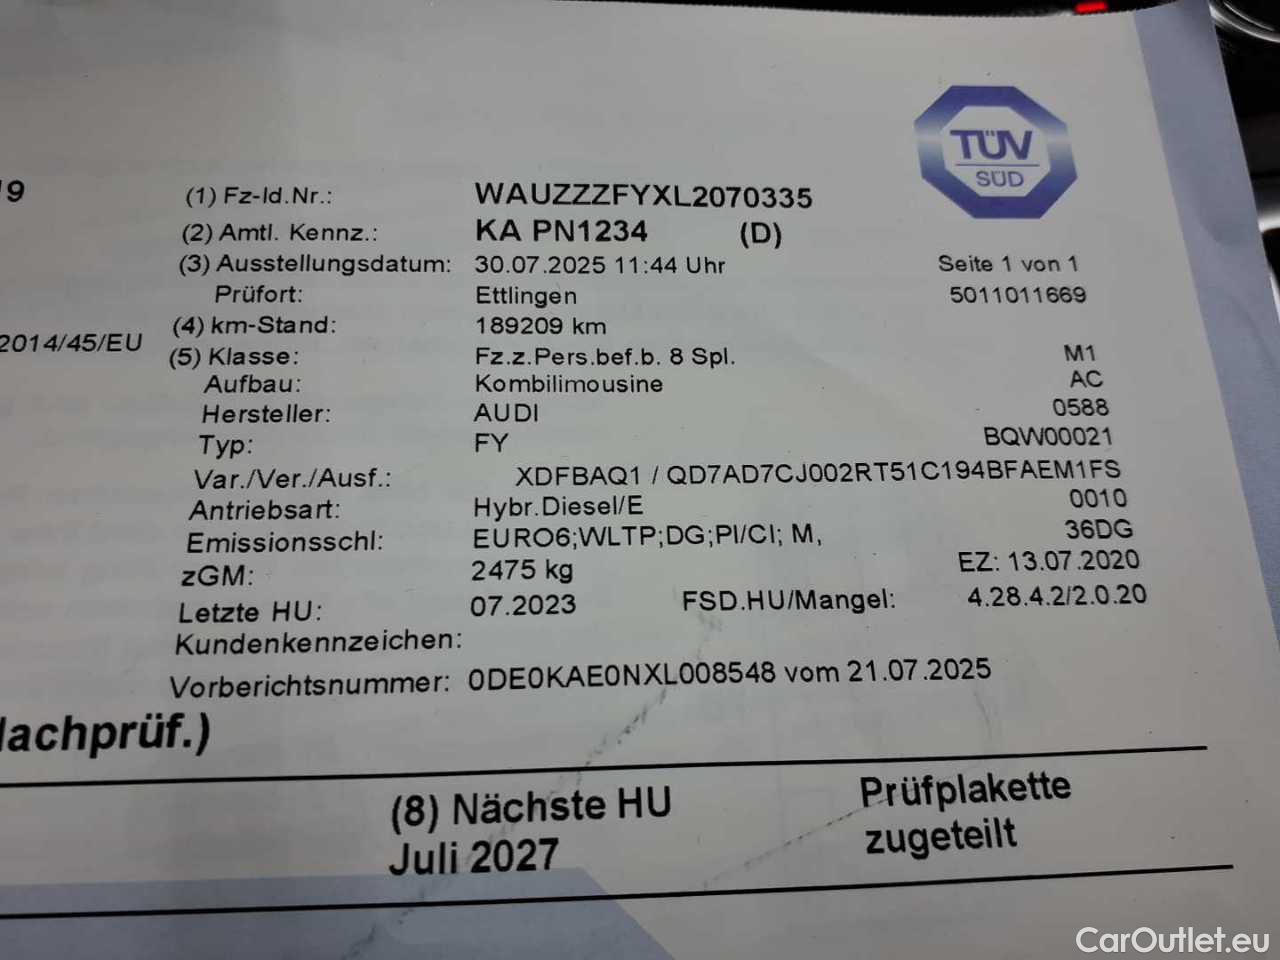 TÜV
SÜD
19
(1) Fz-Id.Nr.: WAUZZZFYXL2070335
(2) Amtl. Kennz.: KA PN1234 (D)
(3) Ausstellungsdatum: 30.07.2025 11:44 Uhr Seite 1 von 1
Prüfort: Ettlingen 5011011669
2014/45/EU (4) km-Stand: 189209 km
(5) Klasse: Fz.z.Pers.bef.b. 8 Spl. M1
Aufbau: Kombilimousine AC
Hersteller: AUDI 0588
Typ: FY BQW00021
Var./Ver./Ausf.: XDFBAQ1 / QD7AD7CJ002RT51C194BFAEM1FS
Antriebsart: Hybr.Diesel/E 0010
Emissionsschl: EURO6;WLTP;DG;PI/CI; M, 36DG
zGM: 2475 kg EZ: 13.07.2020
Letzte HU: 07.2023 FSD.HU/Mangel: 4.28.4.2/2.0.20
Kundenkennzeichen:
Vorberichtsnummer: 0DE0KAE0NXL008548 vom 21.07.2025
achprüf.)
(8) Nächste HU Prüfplakette
Juli 2027 zugeteilt
CarOutlet.eu